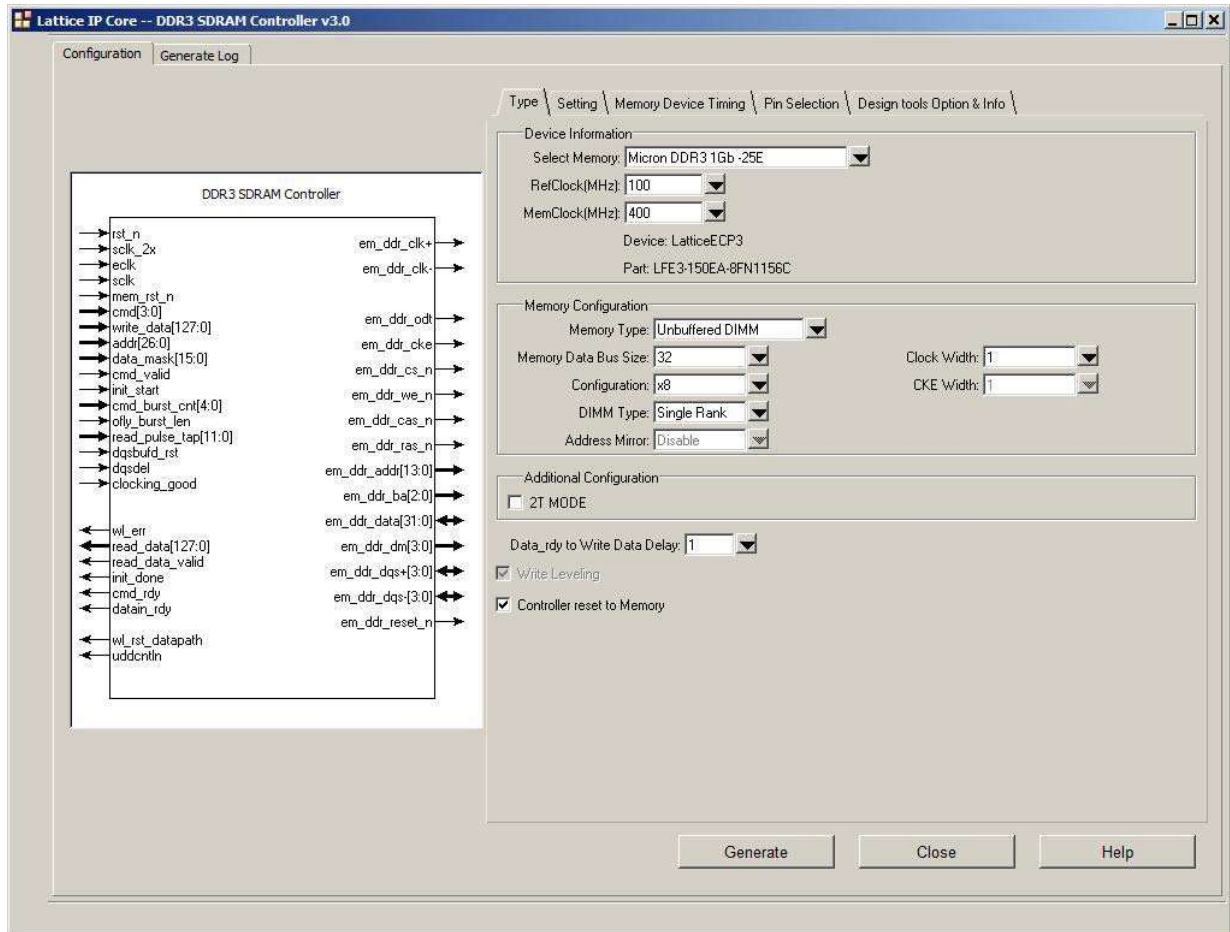 Lattice IP Core -- DDR3 SDRAM Controller v3.0
Configuration
Generate Log
DDR3 SDRAM Controller
rst_n
sclk_2x
eclk
sclk
mem_rst_n
cmd[3:0]
write_data[127:0]
addr[26:0]
data_mask[15:0]
cmd_valid
init_start
cmd_burst_cnt[4:0]
ofly_burst_len
read_pulse_tap[11:0]
dqsbufd_rst
dqsdel
clocking_good
wl_err
read_data[127:0]
read_data_valid
init_done
cmd_rdy
datain_rdy
wl_rst_datapath
uddcntln
em_ddr_clk+
em_ddr_clk-
em_ddr_odt
em_ddr_cke
em_ddr_cs_n
em_ddr_we_n
em_ddr_cas_n
em_ddr_ras_n
em_ddr_addr[13:0]
em_ddr_ba[2:0]
em_ddr_data[31:0]
em_ddr_dm[3:0]
em_ddr_dqs+[3:0]
em_ddr_dqs-[3:0]
em_ddr_reset_n
Type \ Setting \ Memory Device Timing \ Pin Selection \ Design tools Option & Info \
Device Information
Select Memory: Micron DDR3 1Gb -25E
RefClock(MHz): 100
MemClock(MHz): 400
Device: LatticeECP3
Part: LFE3-150EA-8FN1156C
Memory Configuration
Memory Type: Unbuffered DIMM
Memory Data Bus Size: 32 Clock Width: 1
Configuration: x8 CKE Width: 1
DIMM Type: Single Rank
Address Mirror: Disable
Additional Configuration
2T MODE
Data_rdy to Write Data Delay: 1
Write Leveling
Controller reset to Memory
Generate Close Help